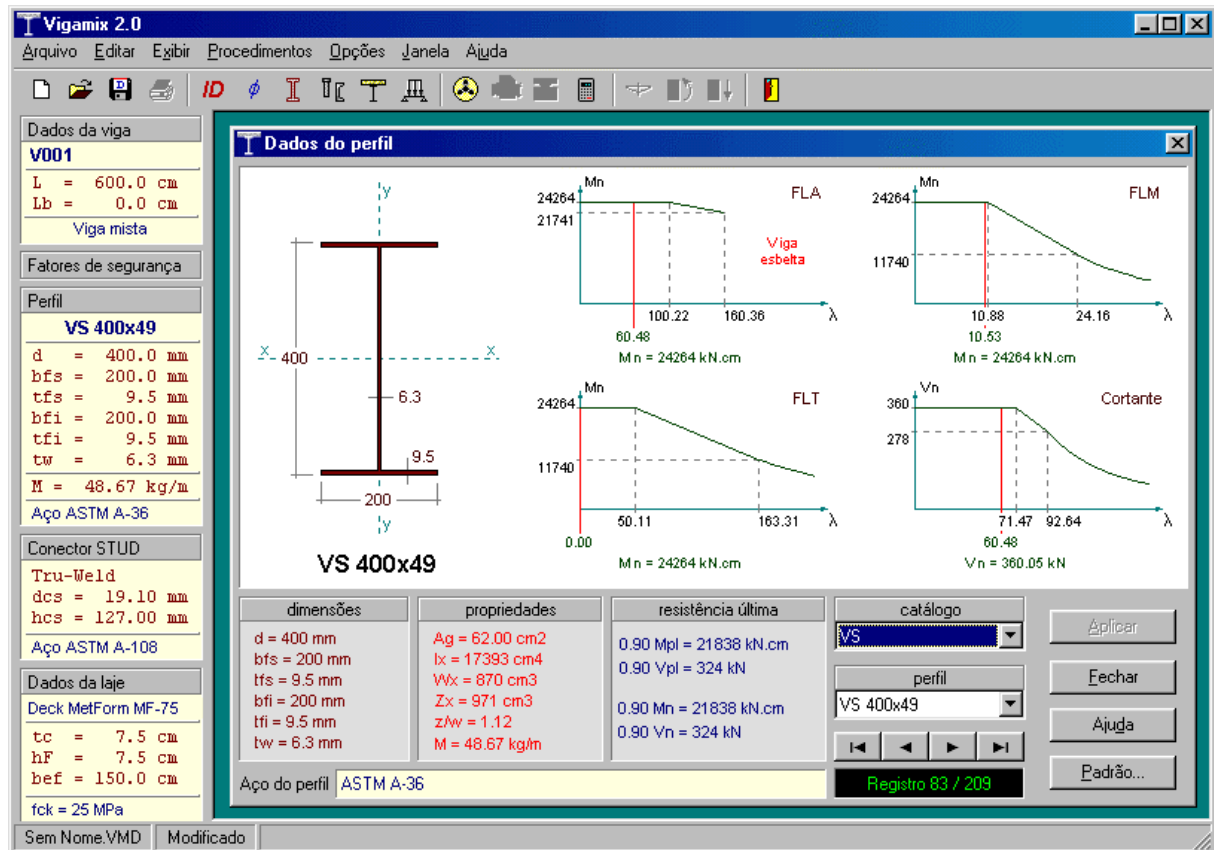 Vigamix 2.0
Arquivo Editar Exibir Procedimentos Opções Janela Ajuda
ID ϕ
Dados da viga
V001
L = 600.0 cm
Lb = 0.0 cm
Viga mista
Fatores de segurança
Perfil
VS 400x49
d = 400.0 mm
bfs = 200.0 mm
tfs = 9.5 mm
bfi = 200.0 mm
tfi = 9.5 mm
tw = 6.3 mm
M = 48.67 kg/m
Aço ASTM A-36
Conector STUD
Tru-Weld
dcs = 19.10 mm
hcs = 127.00 mm
Aço ASTM A-108
Dados da laje
Deck MetForm MF-75
tc = 7.5 cm
hF = 7.5 cm
bef = 150.0 cm
fck = 25 MPa
Dados do perfil
y
x 400 x
6.3
9.5
200
y
VS 400x49
Mn
FLA
24264
21741
Viga
esbelta
100.22 160.36 λ
60.48
Mn = 24264 kN.cm
Mn
FLM
24264
11740
10.88 24.16 λ
10.53
Mn = 24264 kN.cm
Mn
FLT
24264
11740
50.11 163.31 λ
0.00
Mn = 24264 kN.cm
Vn
Cortante
360
278
71.47 92.64 λ
60.48
Vn = 360.05 kN
dimensões
d = 400 mm
bfs = 200 mm
tfs = 9.5 mm
bfi = 200 mm
tfi = 9.5 mm
tw = 6.3 mm
propriedades
Ag = 62.00 cm2
Ix = 17393 cm4
Wx = 870 cm3
Zx = 971 cm3
z/w = 1.12
M = 48.67 kg/m
resistência última
0.90 Mpl = 21838 kN.cm
0.90 Vpl = 324 kN
0.90 Mn = 21838 kN.cm
0.90 Vn = 324 kN
catálogo
VS
perfil
VS 400x49
Registro 83 / 209
Aplicar
Fechar
Ajuda
Padrão...
Aço do perfil ASTM A-36
Sem Nome.VMD Modificado